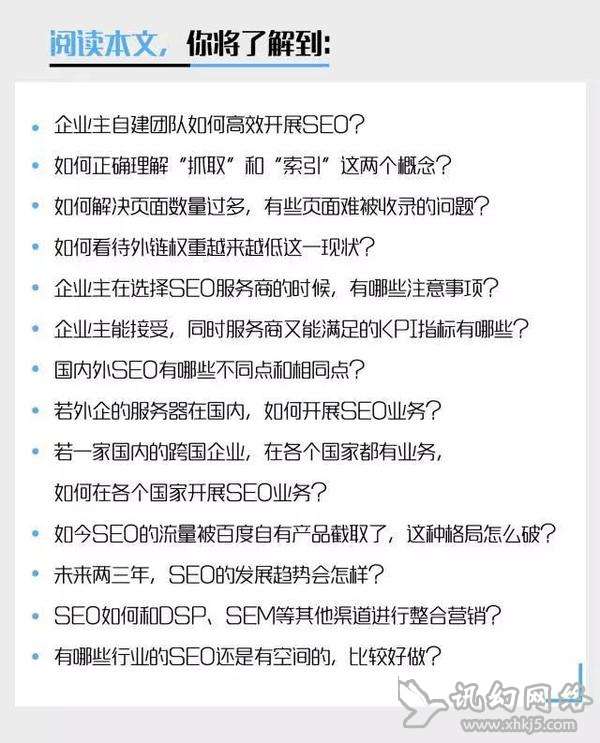 阅读本文，你将了解到:
企业主自建团队如何高效开展SEO?
如何正确理解“抓取”和“索引”这两个概念?
如何解决页面数量过多，有些页面难被收录的问题?
如何看待外链权重越来越低这一现状?
企业主在选择SEO服务商的时候，有哪些注意事项?
企业主能接受，同时服务商又能满足的KPI指标有哪些?
国内外SEO有哪些不同点和相同点?
若外企的服务器在国内，如何开展SEO业务?
若一家国内的跨国企业，在各个国家都有业务，
如何在各个国家开展SEO业务?
如今SEO的流量被百度自有产品截取了，这种格局怎么破?
未来两三年，SEO的发展趋势会怎样?
SEO如何和DSP、SEM等其他渠道进行整合营销?
有哪些行业的SEO还是有空间的，比较好做?
讯幻网络
www.xhkj5.com